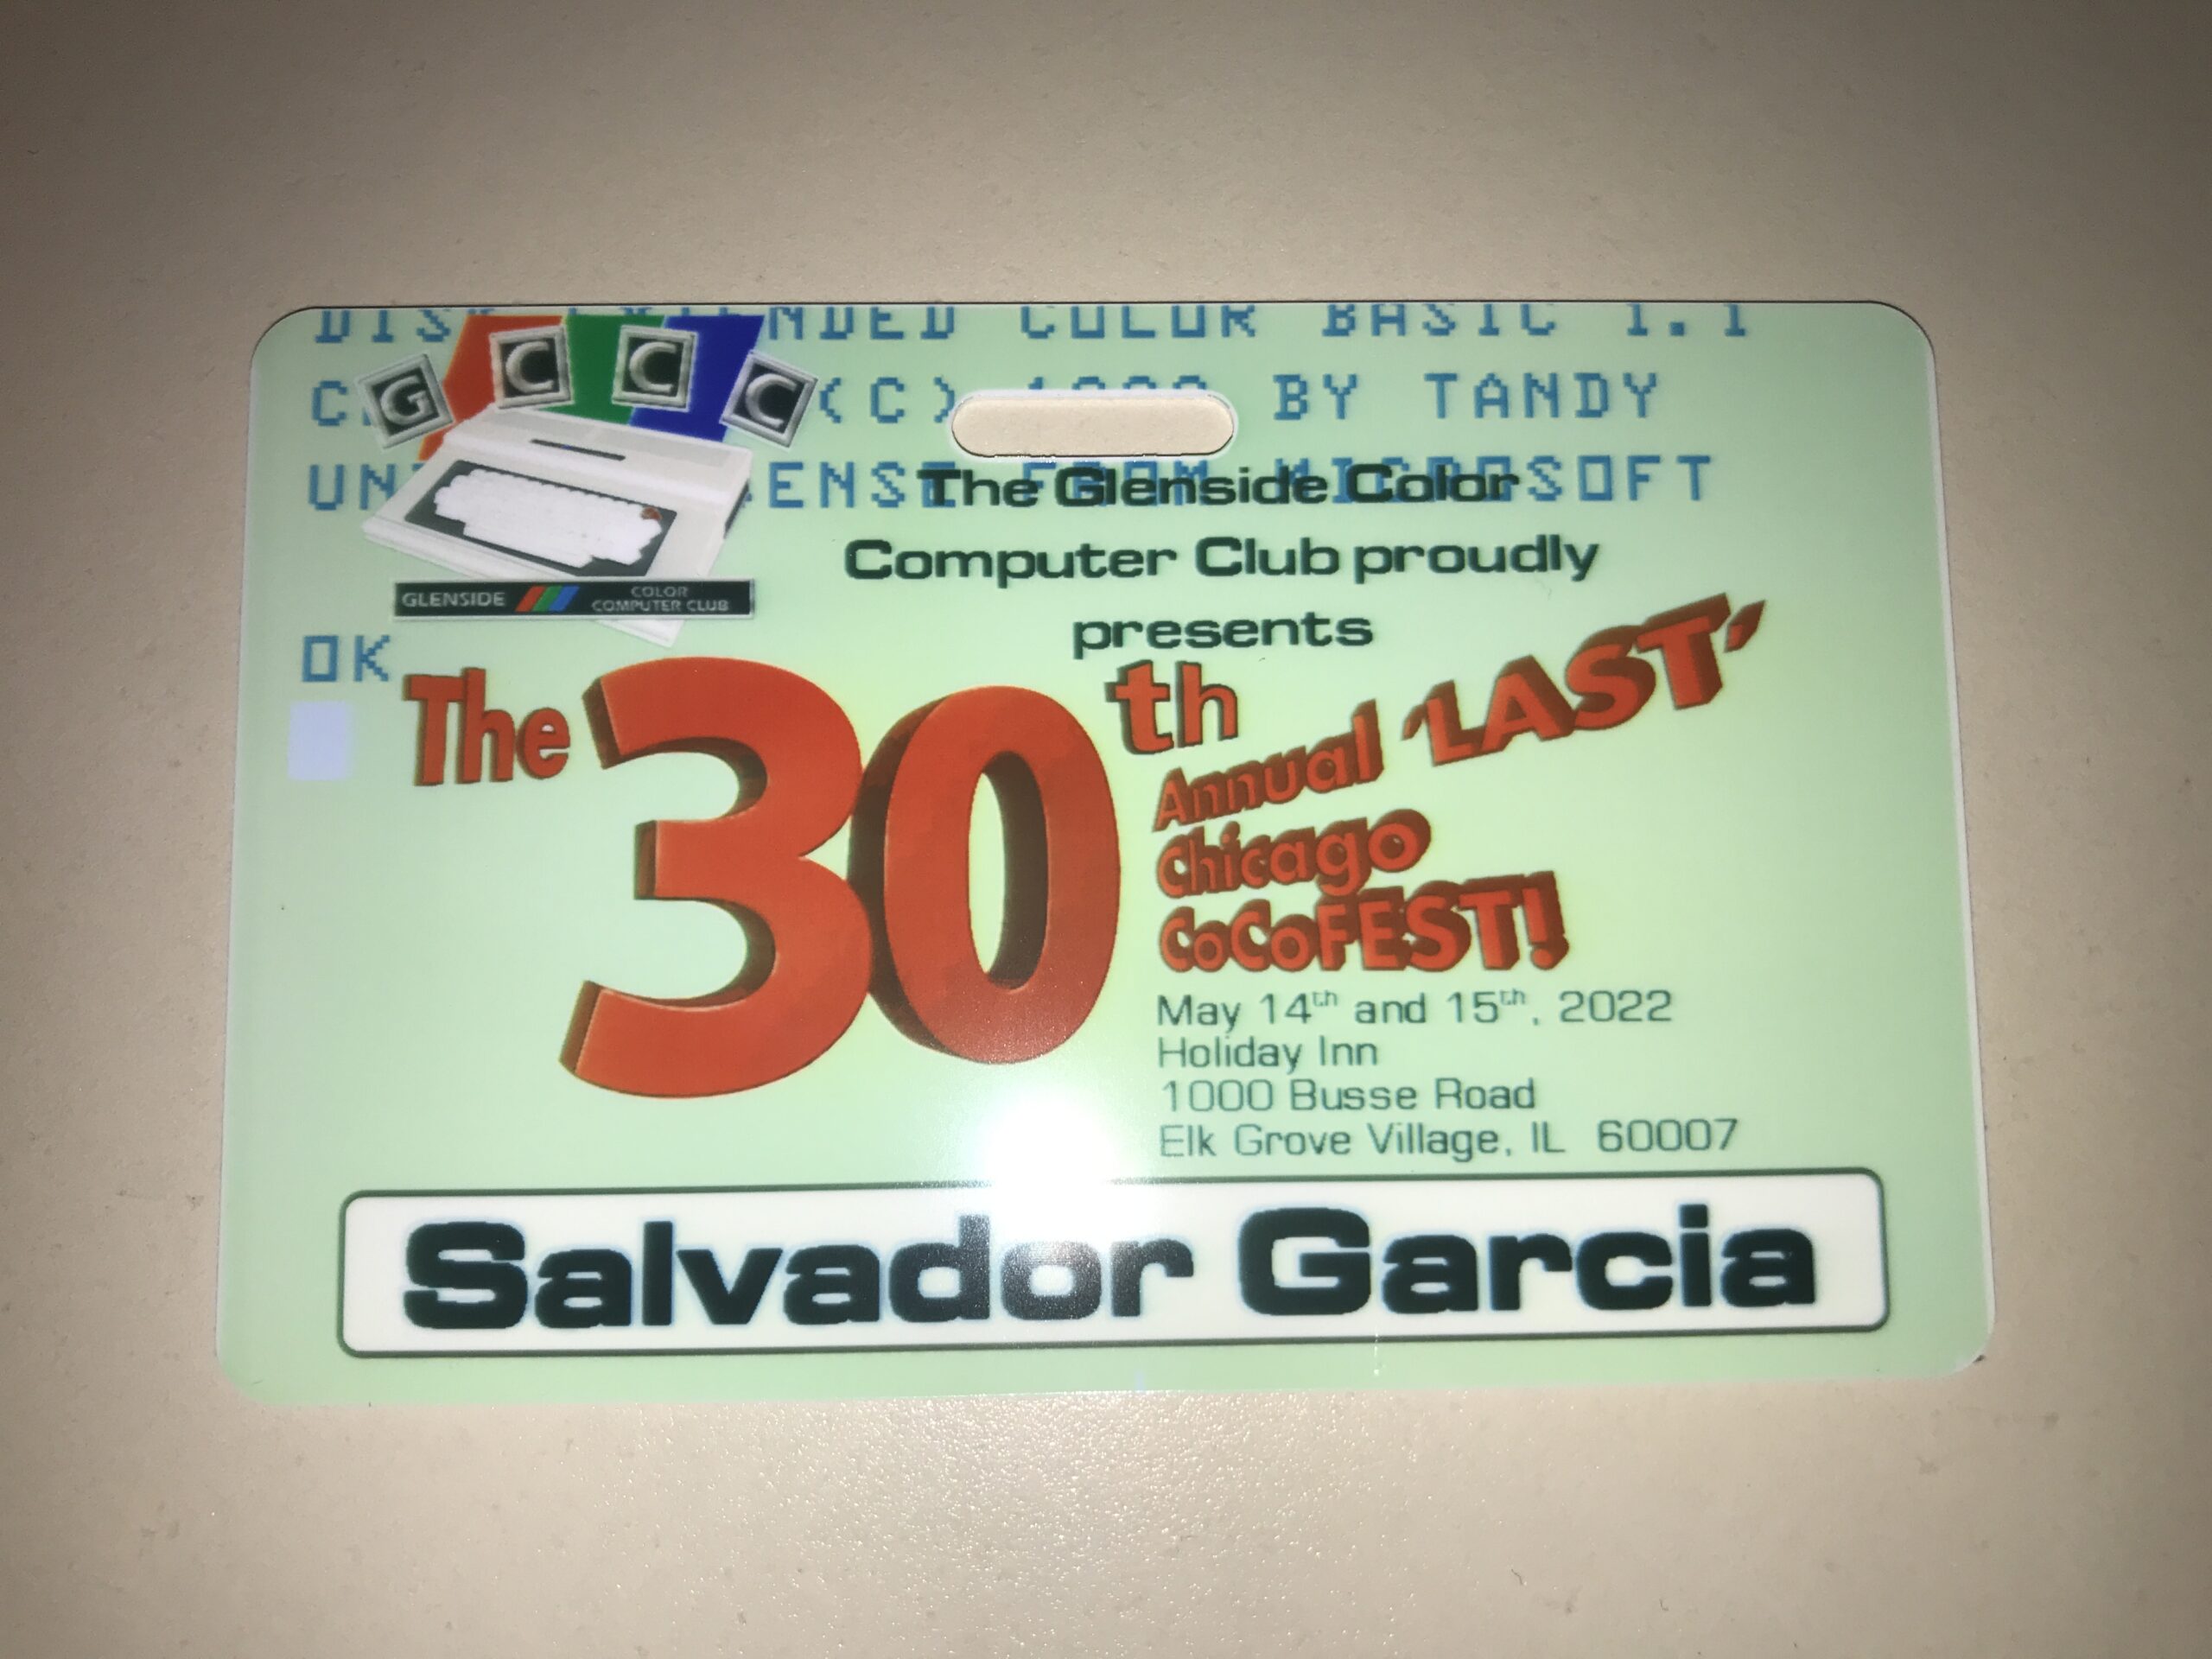 DISK EXTENDED COLOR BASIC 1.1
(C) BY TANDY
MICROSOFT
G C C C
GLENSIDE COLOR COMPUTER CLUB
The Glenside Color
Computer Club proudly
presents
OK
The 30th
Annual 'LAST'
Chicago
CoCoFEST!
May 14th and 15th, 2022
Holiday Inn
1000 Busse Road
Elk Grove Village, IL 60007
Salvador Garcia